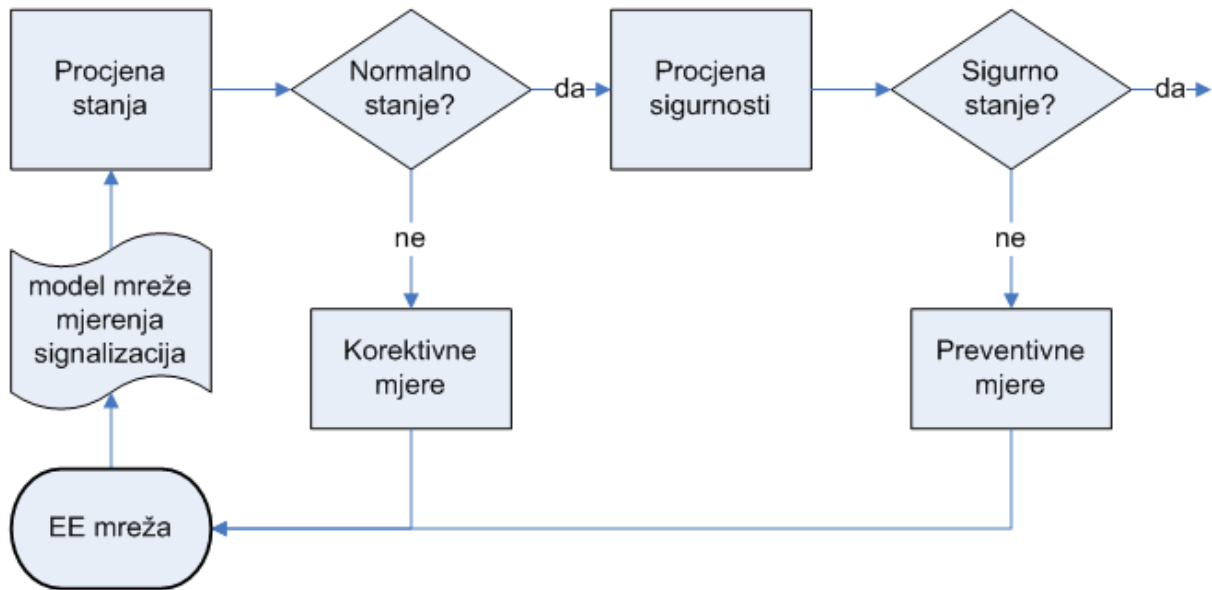 Procjena
stanja
Normalno
stanje?
da
Procjena
sigurnosti
Sigurno
stanje?
da
ne
ne
model mreže
mjerenja
signalizacija
Korektivne
mjere
Preventivne
mjere
EE mreža